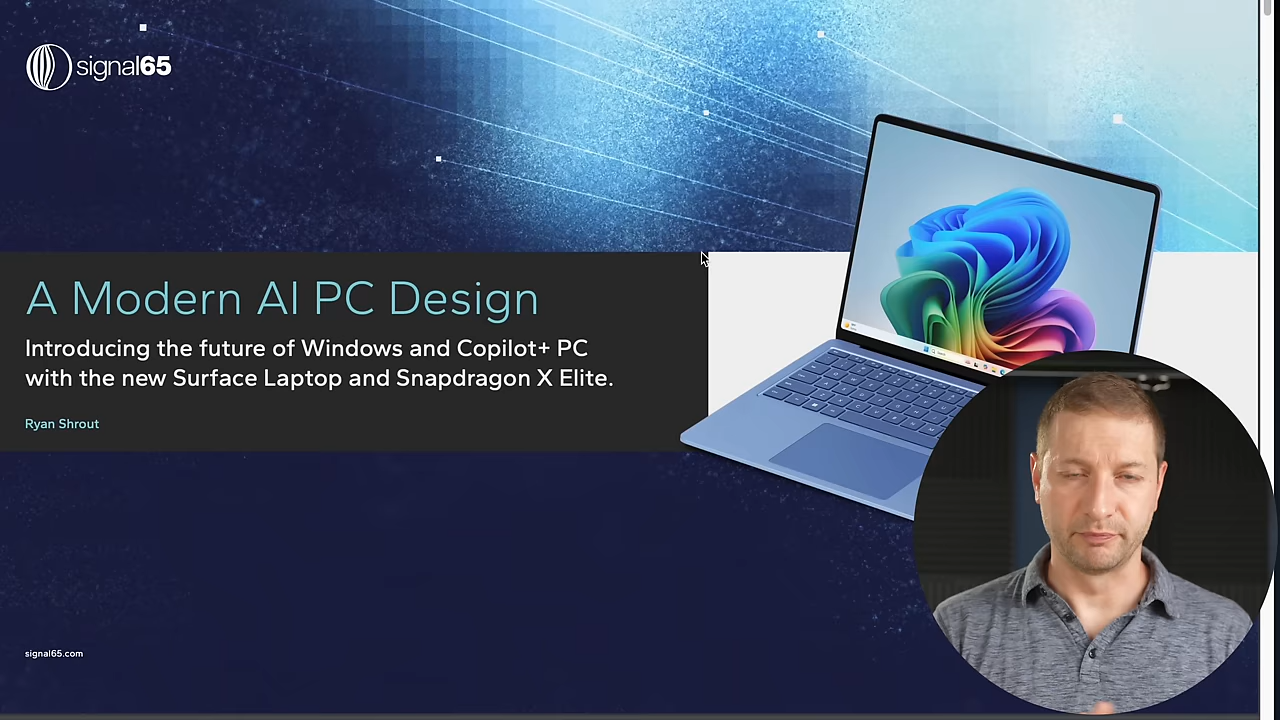 signal65
A Modern AI PC Design
Introducing the future of Windows and Copilot+ PC
with the new Surface Laptop and Snapdragon X Elite.
Ryan Shrout
signal65.com